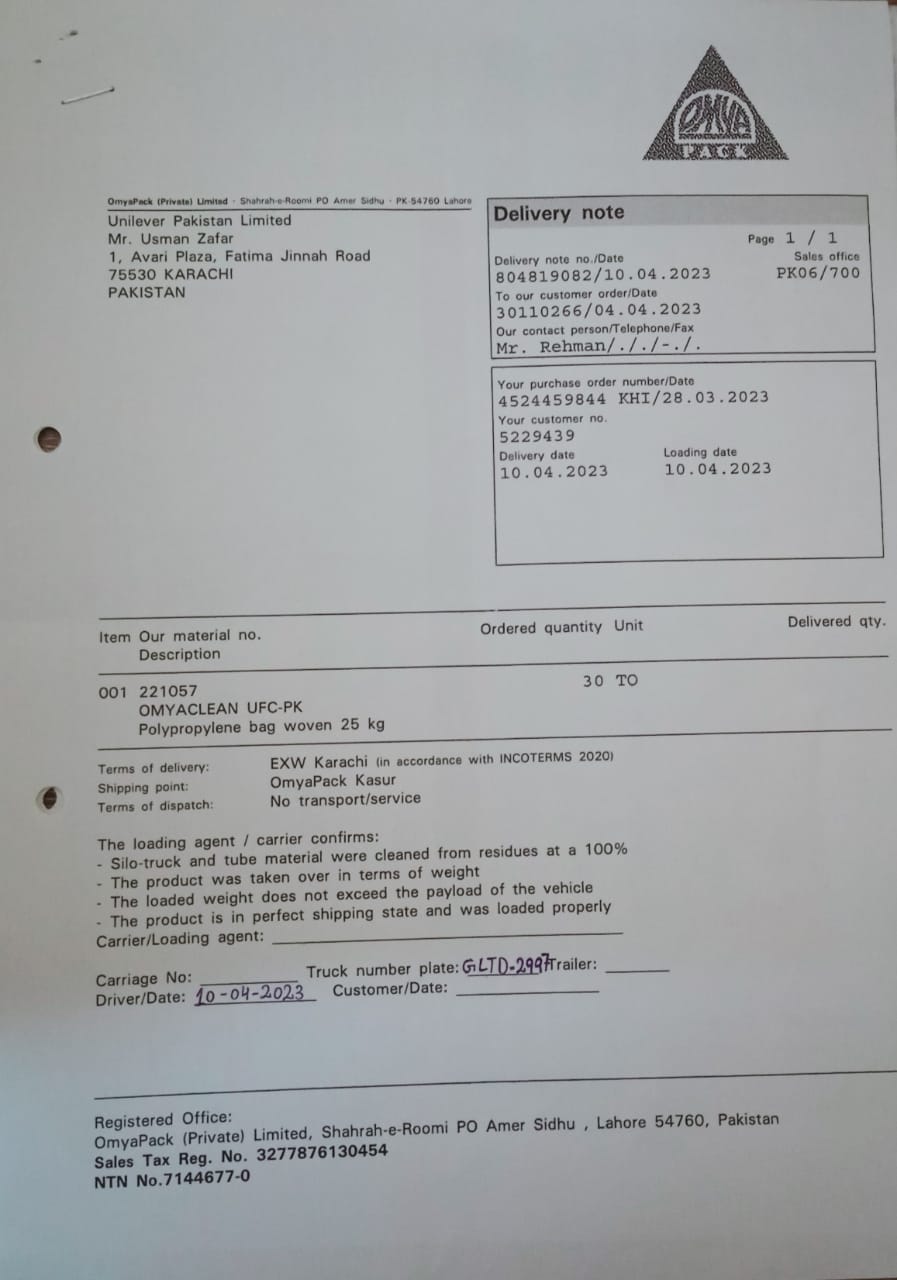 OMYA
PACK
OmyaPack (Private) Limited · Shahrah-e-Roomi PO Amer Sidhu · PK-54760 Lahore
Unilever Pakistan Limited
Mr. Usman Zafar
1, Avari Plaza, Fatima Jinnah Road
75530 KARACHI
PAKISTAN
Delivery note
Page 1 / 1
Delivery note no./Date Sales office
804819082/10.04.2023 PK06/700
To our customer order/Date
30110266/04.04.2023
Our contact person/Telephone/Fax
Mr. Rehman/././-./.
Your purchase order number/Date
4524459844 KHI/28.03.2023
Your customer no.
5229439
Delivery date Loading date
10.04.2023 10.04.2023
Item Our material no. Ordered quantity Unit Delivered qty.
Description
001 221057 30 TO
OMYACLEAN UFC-PK
Polypropylene bag woven 25 kg
Terms of delivery: EXW Karachi (in accordance with INCOTERMS 2020)
Shipping point: OmyaPack Kasur
Terms of dispatch: No transport/service
The loading agent / carrier confirms:
- Silo-truck and tube material were cleaned from residues at a 100%
- The product was taken over in terms of weight
- The loaded weight does not exceed the payload of the vehicle
- The product is in perfect shipping state and was loaded properly
Carrier/Loading agent:
Carriage No: Truck number plate: GLTD-2997 Trailer:
Driver/Date: 10-04-2023 Customer/Date:
Registered Office:
OmyaPack (Private) Limited, Shahrah-e-Roomi PO Amer Sidhu , Lahore 54760, Pakistan
Sales Tax Reg. No. 3277876130454
NTN No.7144677-0